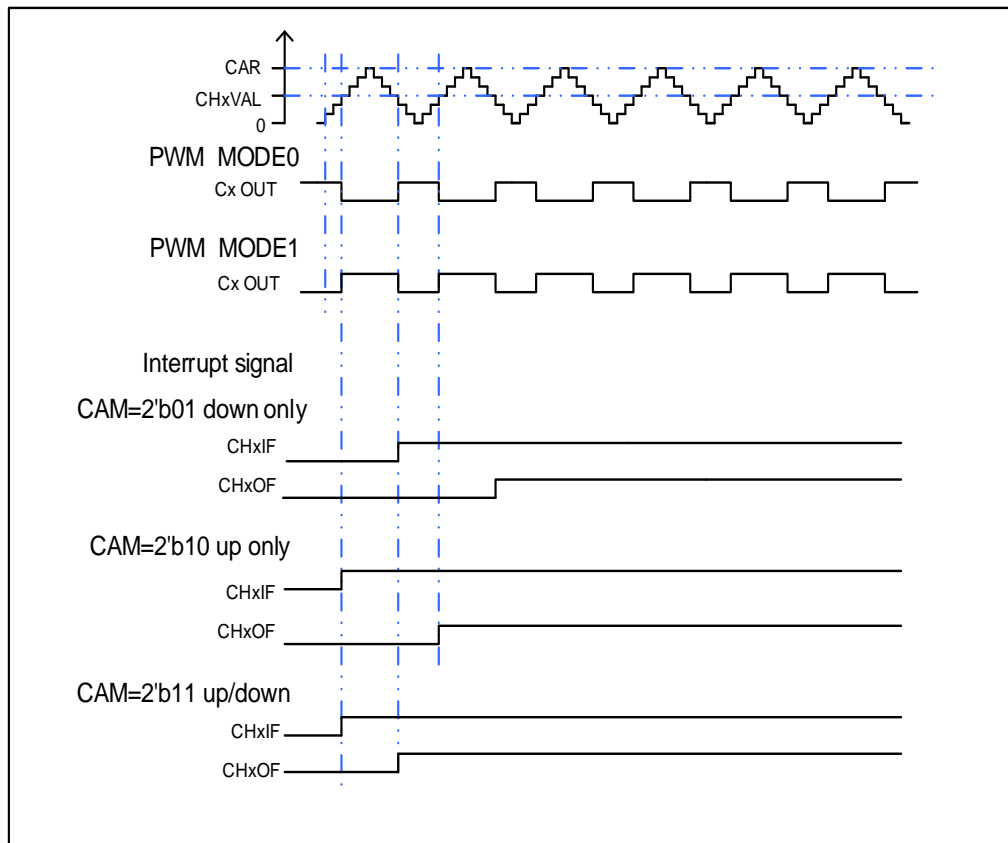 CAR
CHxVAL
0
PWM MODE0
Cx OUT
PWM MODE1
Cx OUT
Interrupt signal
CAM=2'b01 down only
CHxIF
CHxOF
CAM=2'b10 up only
CHxIF
CHxOF
CAM=2'b11 up/down
CHxIF
CHxOF